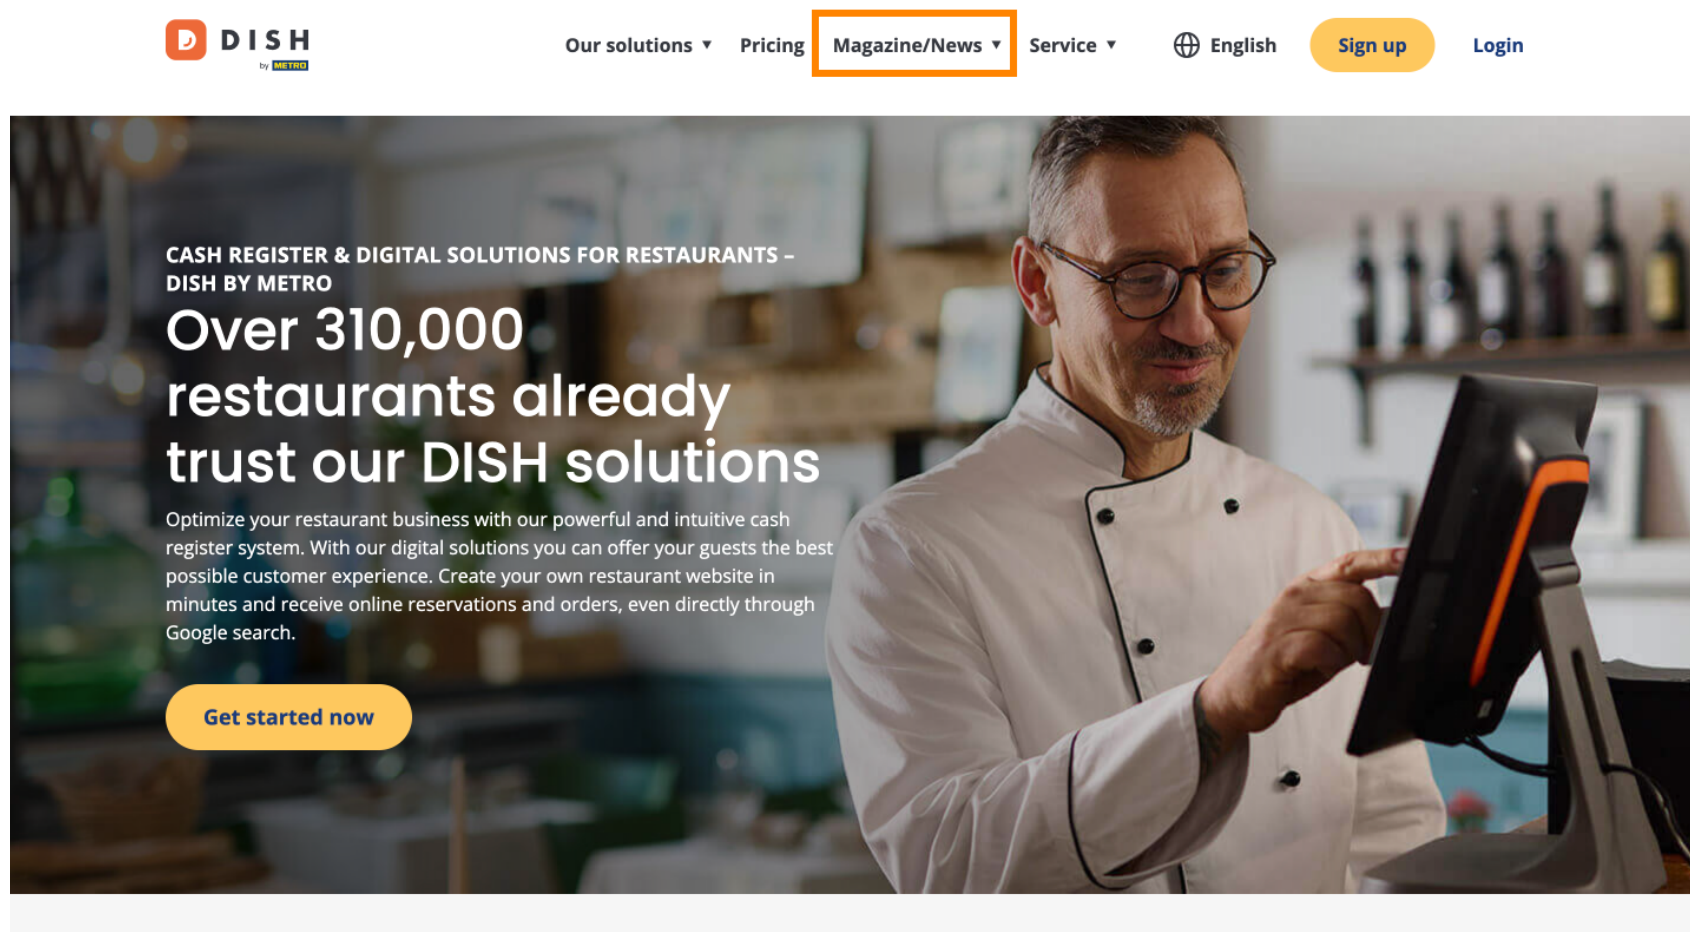 DISH
by METRO
Our solutions ▼ Pricing Magazine/News ▼ Service ▼ English Sign up Login
CASH REGISTER & DIGITAL SOLUTIONS FOR RESTAURANTS –
DISH BY METRO
Over 310,000
restaurants already
trust our DISH solutions
Optimize your restaurant business with our powerful and intuitive cash
register system. With our digital solutions you can offer your guests the best
possible customer experience. Create your own restaurant website in
minutes and receive online reservations and orders, even directly through
Google search.
Get started now